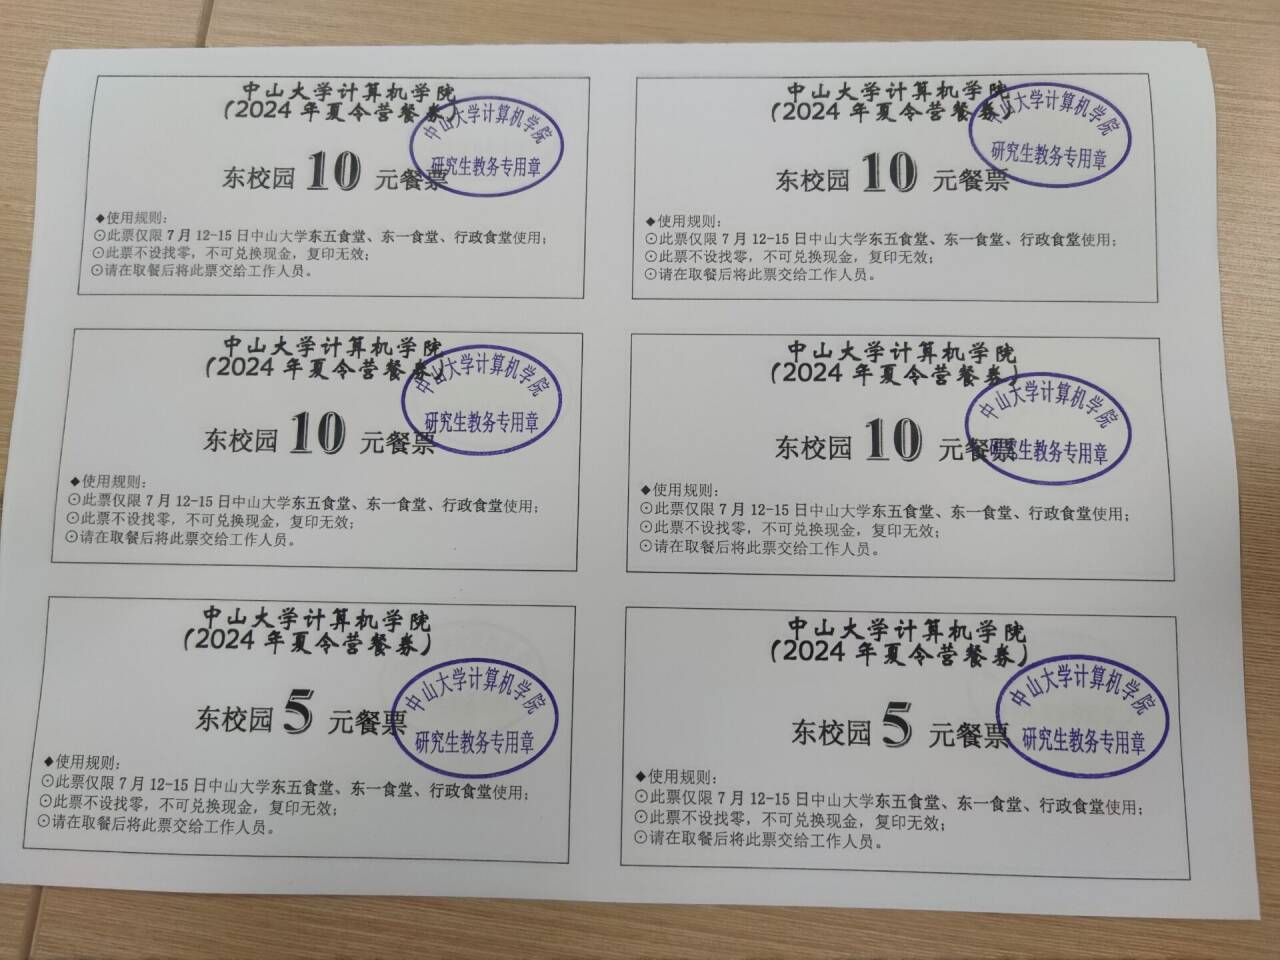 中山大学计算机学院
(2024 年夏令营餐券)
东校园 10 元餐票
中山大学计算机学院
研究生教务专用章
◆使用规则:
⊙此票仅限 7 月 12-15 日中山大学东五食堂、东一食堂、行政食堂使用;
⊙此票不设找零，不可兑换现金，复印无效;
⊙请在取餐后将此票交给工作人员。
中山大学计算机学院
(2024 年夏令营餐券)
东校园 10 元餐票
中山大学计算机学院
研究生教务专用章
◆使用规则:
⊙此票仅限 7 月 12-15 日中山大学东五食堂、东一食堂、行政食堂使用;
⊙此票不设找零，不可兑换现金，复印无效;
⊙请在取餐后将此票交给工作人员。
中山大学计算机学院
(2024 年夏令营餐券)
东校园 10 元餐票
中山大学计算机学院
研究生教务专用章
◆使用规则:
⊙此票仅限 7 月 12-15 日中山大学东五食堂、东一食堂、行政食堂使用;
⊙此票不设找零，不可兑换现金，复印无效;
⊙请在取餐后将此票交给工作人员。
中山大学计算机学院
(2024 年夏令营餐券)
东校园 10 元餐票
中山大学计算机学院
研究生教务专用章
◆使用规则:
⊙此票仅限 7 月 12-15 日中山大学东五食堂、东一食堂、行政食堂使用;
⊙此票不设找零，不可兑换现金，复印无效;
⊙请在取餐后将此票交给工作人员。
中山大学计算机学院
(2024 年夏令营餐券)
东校园 5 元餐票
中山大学计算机学院
研究生教务专用章
◆使用规则:
⊙此票仅限 7 月 12-15 日中山大学东五食堂、东一食堂、行政食堂使用;
⊙此票不设找零，不可兑换现金，复印无效;
⊙请在取餐后将此票交给工作人员。
中山大学计算机学院
(2024 年夏令营餐券)
东校园 5 元餐票
中山大学计算机学院
研究生教务专用章
◆使用规则:
⊙此票仅限 7 月 12-15 日中山大学东五食堂、东一食堂、行政食堂使用;
⊙此票不设找零，不可兑换现金，复印无效;
⊙请在取餐后将此票交给工作人员。